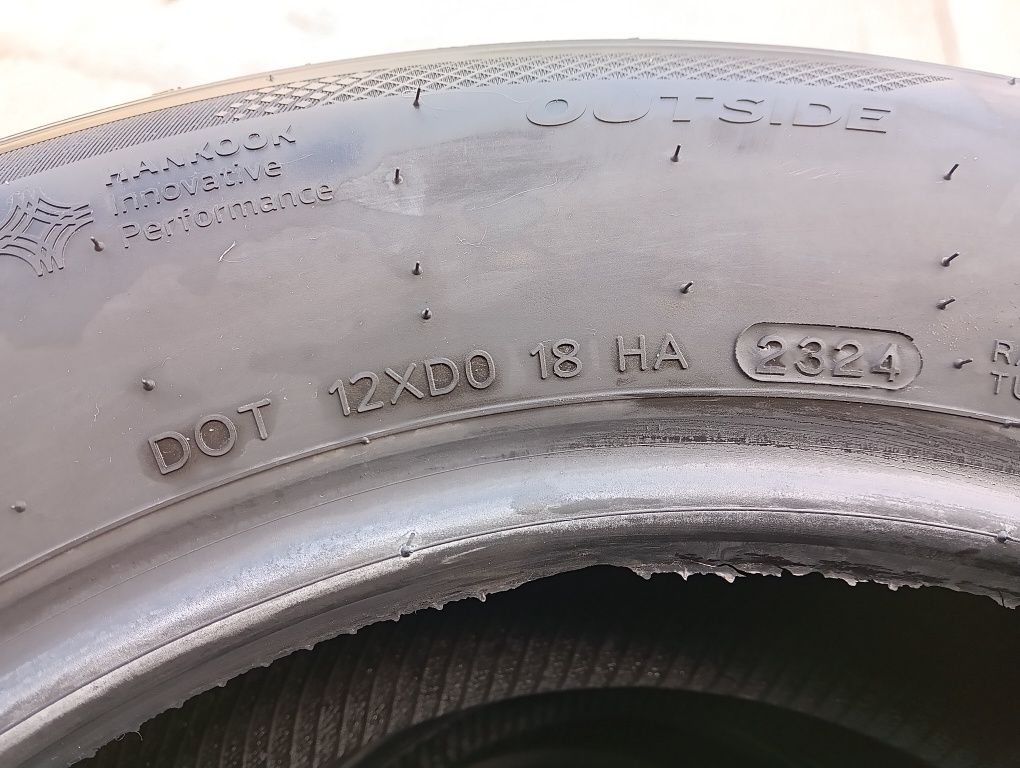 OUTSIDE
HANKOOK
Innovative
Performance
DOT 12XD0 18 HA 2324